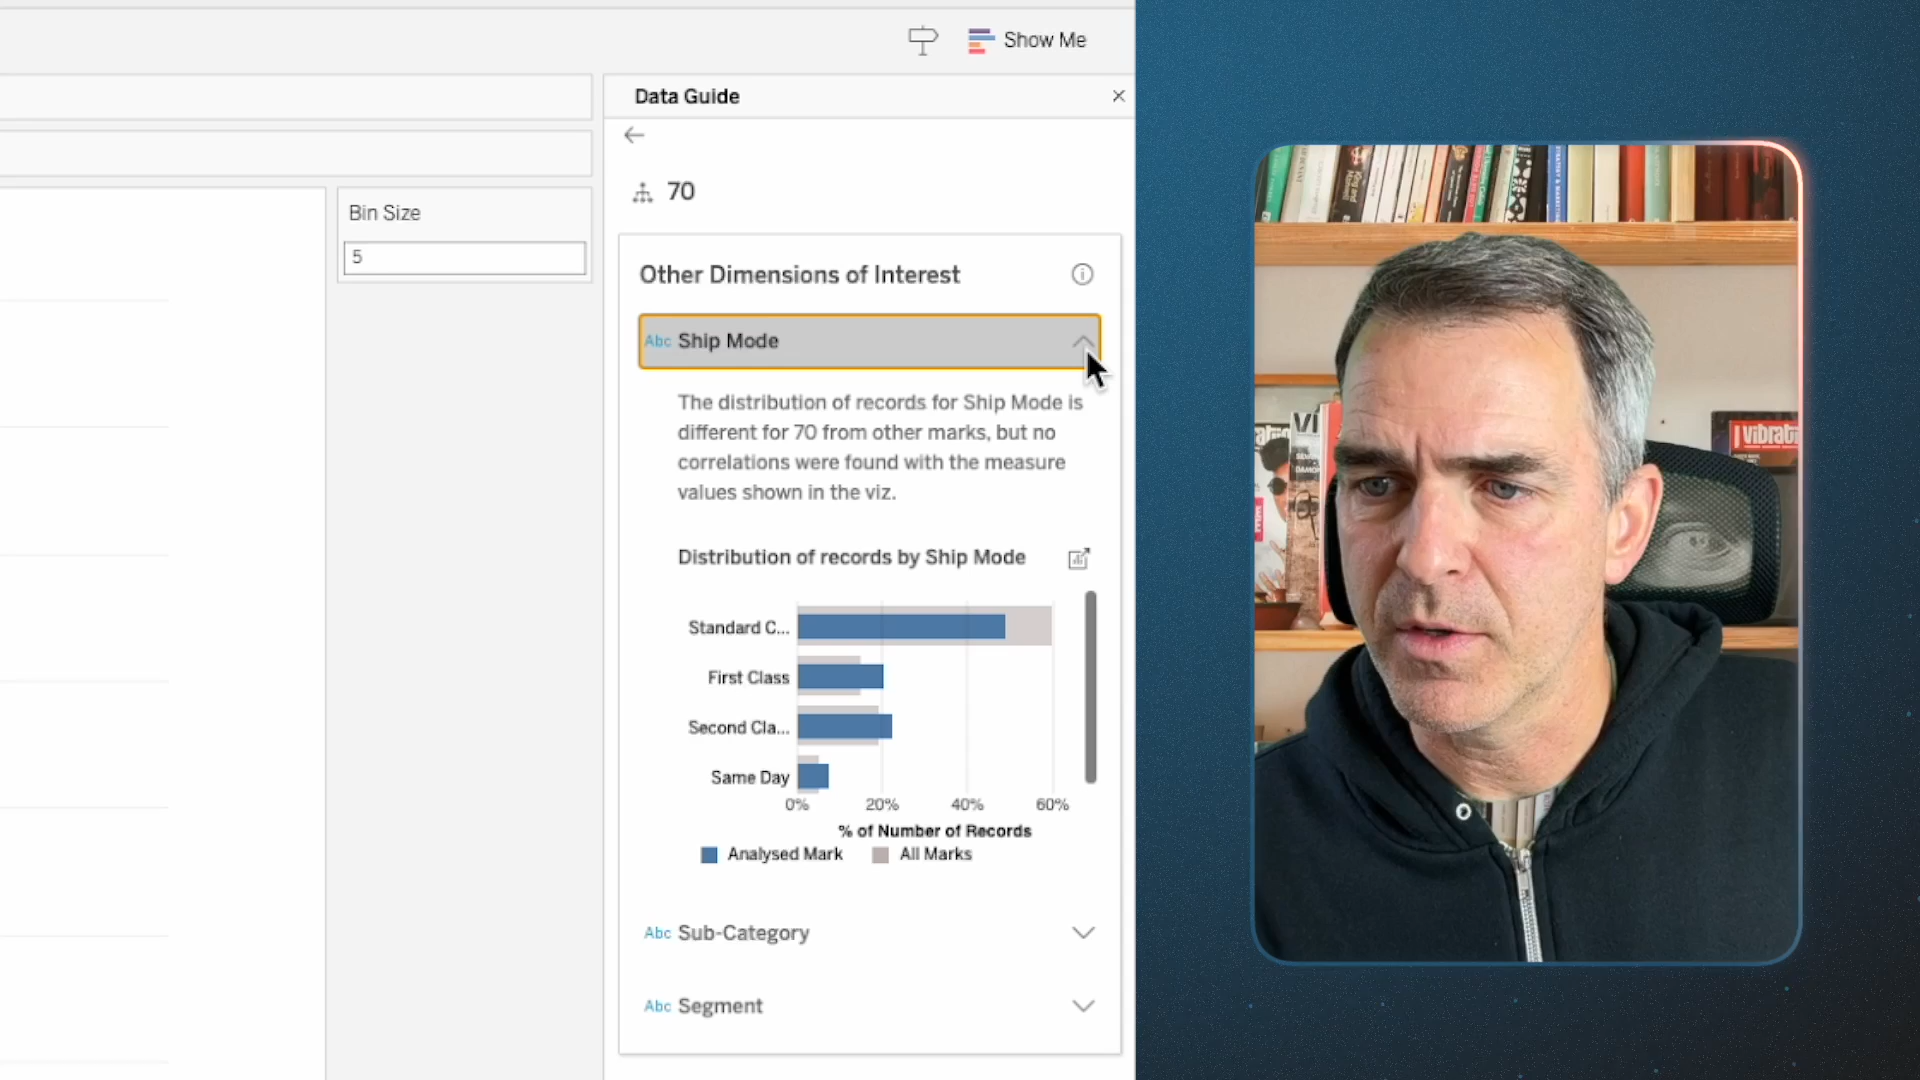 Show Me
Data Guide
70
Bin Size
5
Other Dimensions of Interest
Abc Ship Mode
The distribution of records for Ship Mode is
different for 70 from other marks, but no
correlations were found with the measure
values shown in the viz.
Distribution of records by Ship Mode
Standard C...
First Class
Second Cla...
Same Day
0% 20% 40% 60%
% of Number of Records
Analysed Mark All Marks
Abc Sub-Category
Abc Segment